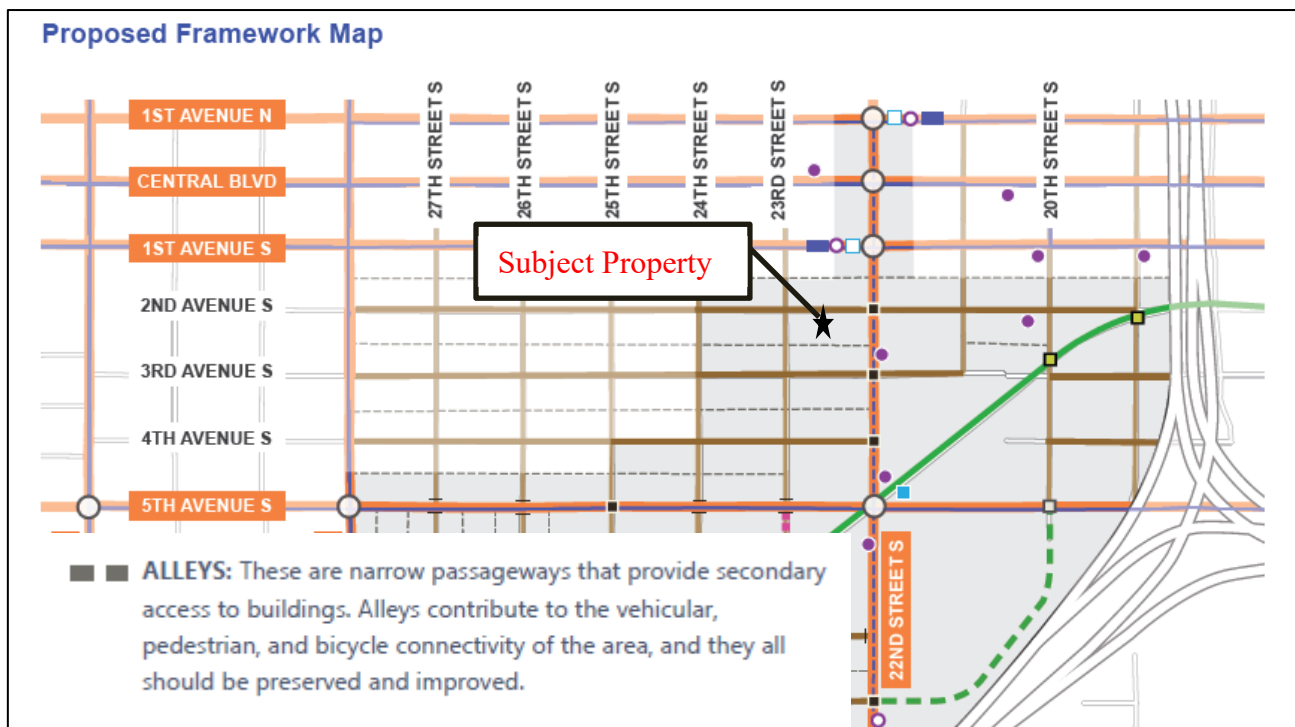 Proposed Framework Map
27TH STREET S
26TH STREET S
25TH STREET S
24TH STREET S
23RD STREET S
20TH STREET S
1ST AVENUE N
CENTRAL BLVD
1ST AVENUE S
Subject Property
2ND AVENUE S
3RD AVENUE S
4TH AVENUE S
5TH AVENUE S
22ND STREET S
ALLEYS: These are narrow passageways that provide secondary
access to buildings. Alleys contribute to the vehicular,
pedestrian, and bicycle connectivity of the area, and they all
should be preserved and improved.